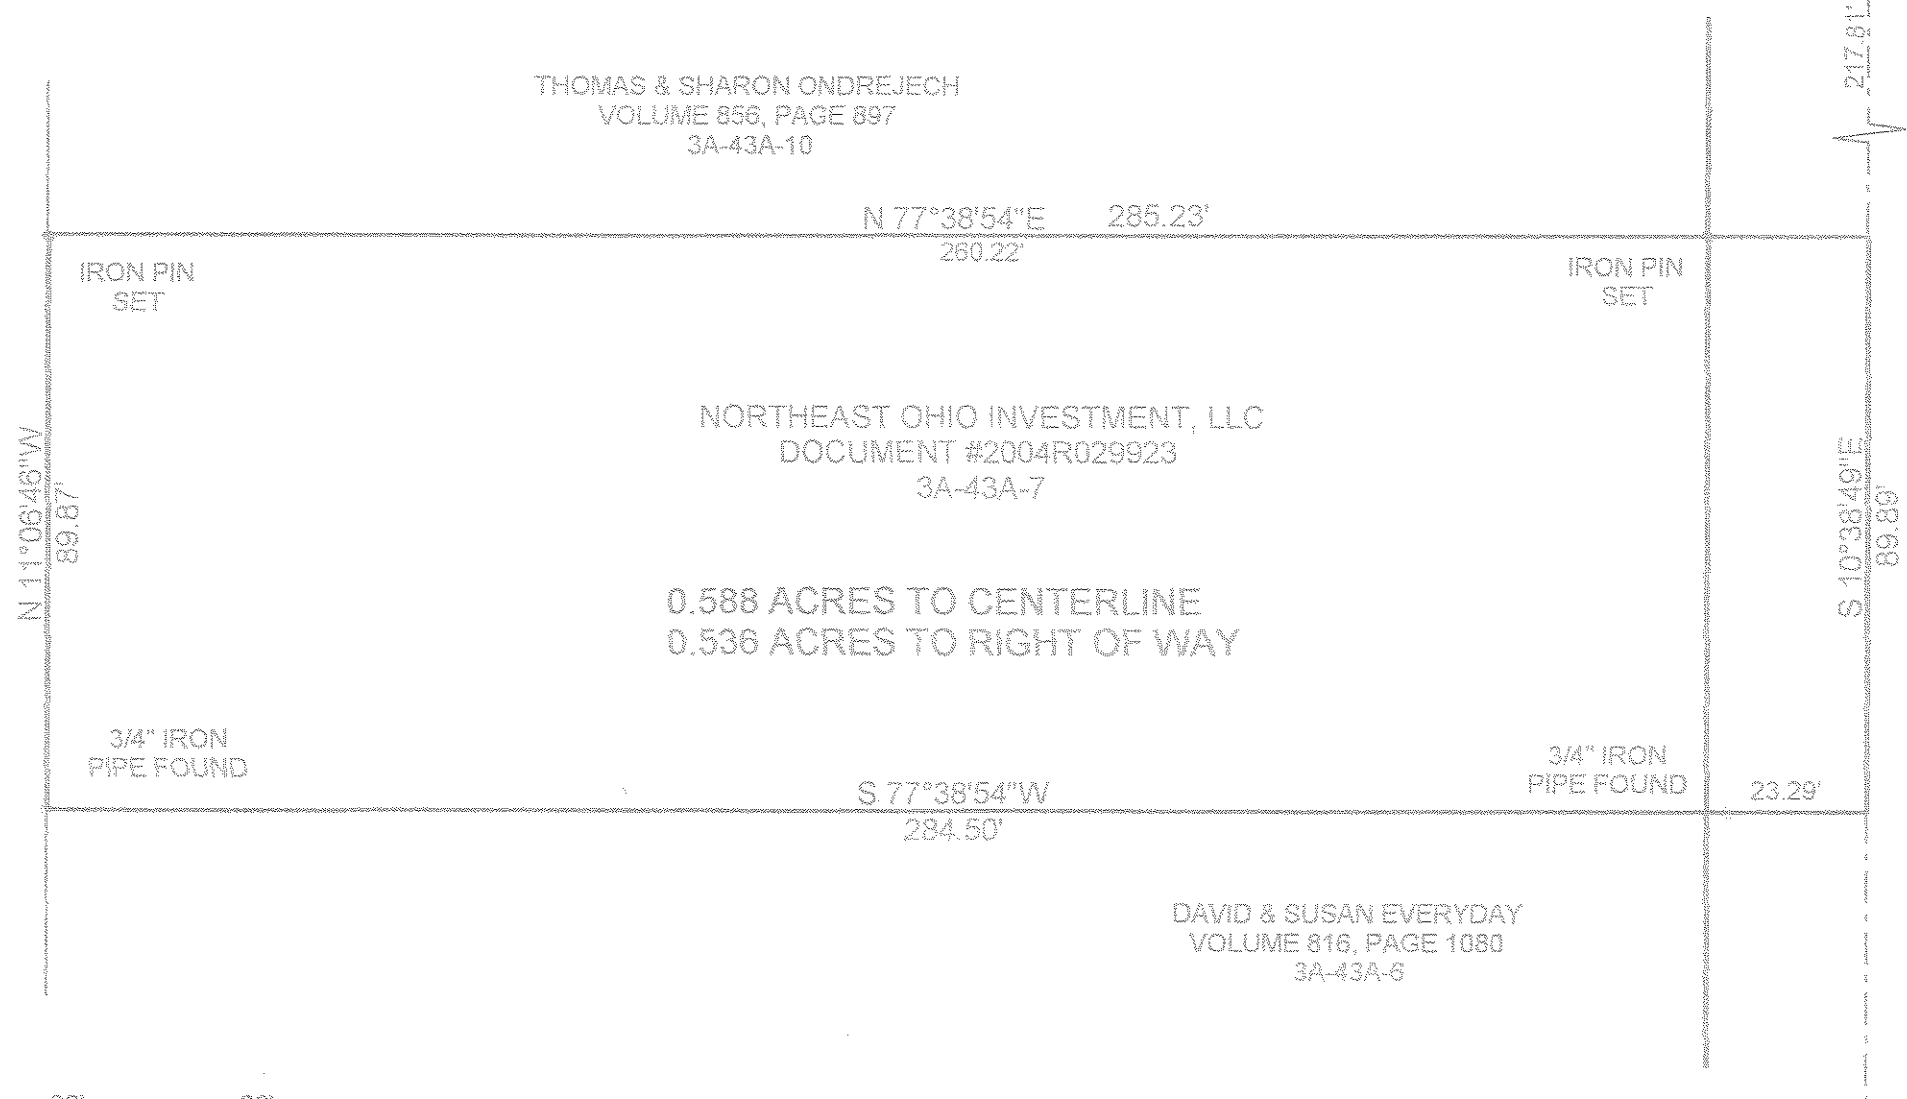 217.81'
THOMAS & SHARON ONDREJECH
VOLUME 856, PAGE 897
3A-43A-10
N 77°38'54"E 285.23'
260.22'
IRON PIN
SET
IRON PIN
SET
NORTHEAST OHIO INVESTMENT, LLC
DOCUMENT #2004R029923
3A-43A-7
N 11°06'46"W
89.87'
S 10°38'49"E
89.89'
0.588 ACRES TO CENTERLINE
0.536 ACRES TO RIGHT OF WAY
3/4" IRON
PIPE FOUND
3/4" IRON
PIPE FOUND
23.29'
S 77°38'54"W
284.50'
DAVID & SUSAN EVERYDAY
VOLUME 816, PAGE 1080
3A-43A-6